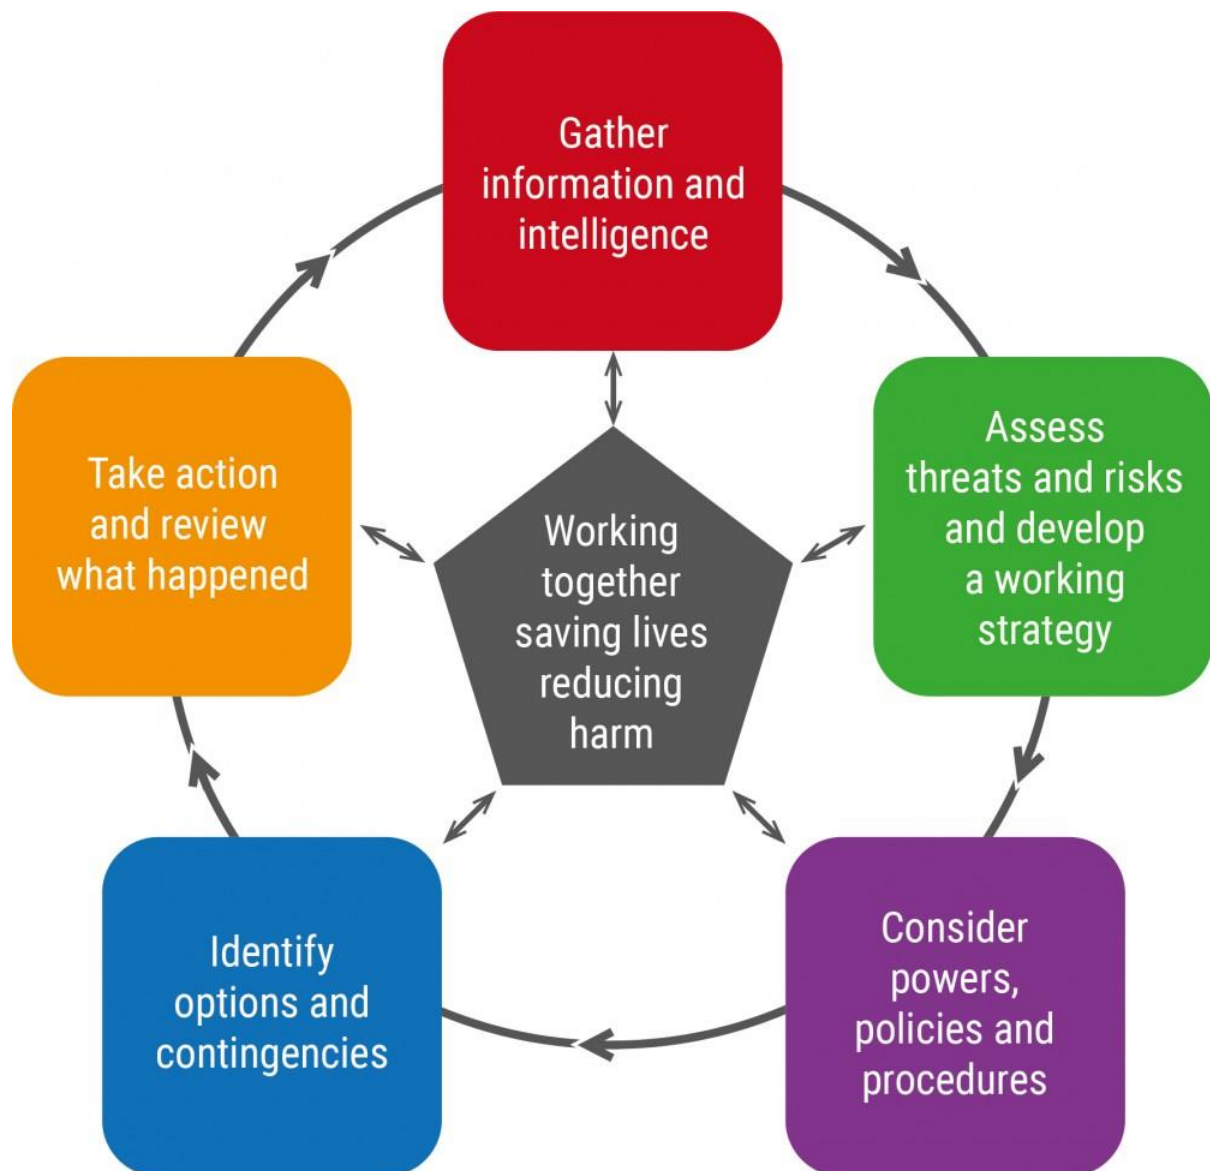 Gather
information and
intelligence
Assess
threats and risks
and develop
a working
strategy
Consider
powers,
policies and
procedures
Identify
options and
contingencies
Take action
and review
what happened
Working
together
saving lives
reducing
harm